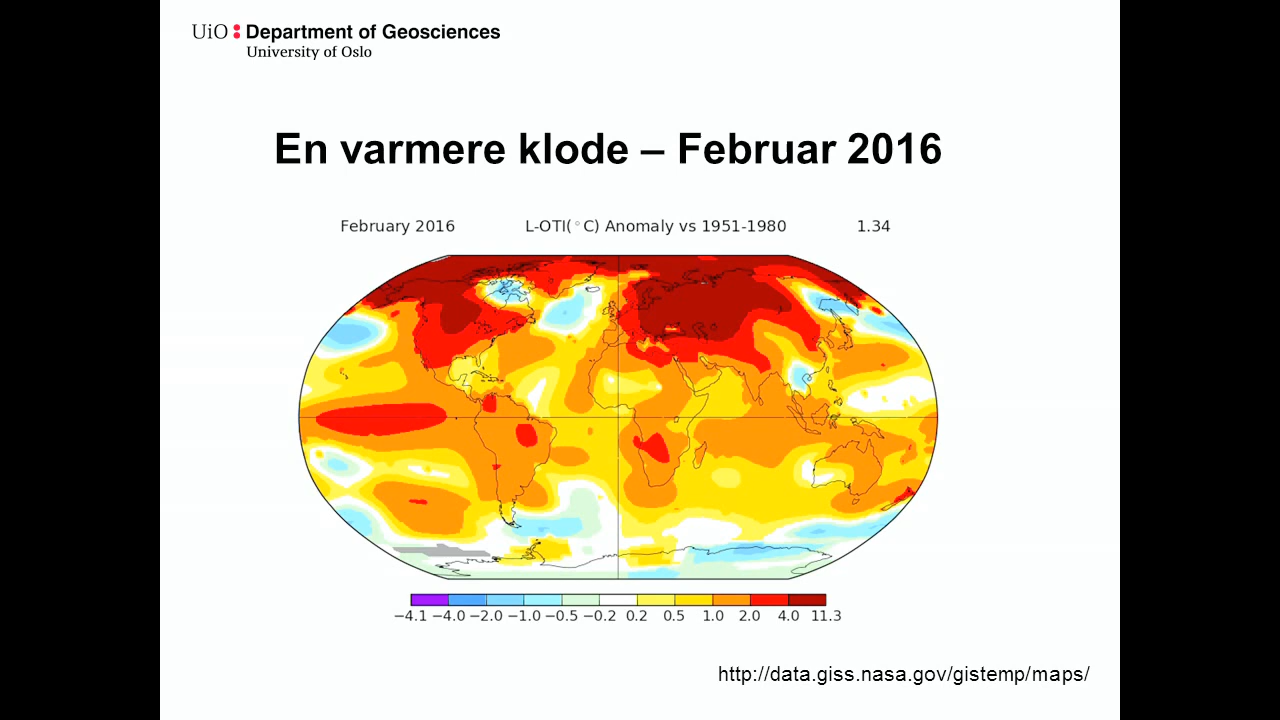 UiO : Department of Geosciences
University of Oslo
En varmere klode – Februar 2016
February 2016 L-OTI(°C) Anomaly vs 1951-1980 1.34
−4.1 −4.0 −2.0 −1.0 −0.5 −0.2 0.2 0.5 1.0 2.0 4.0 11.3
http://data.giss.nasa.gov/gistemp/maps/